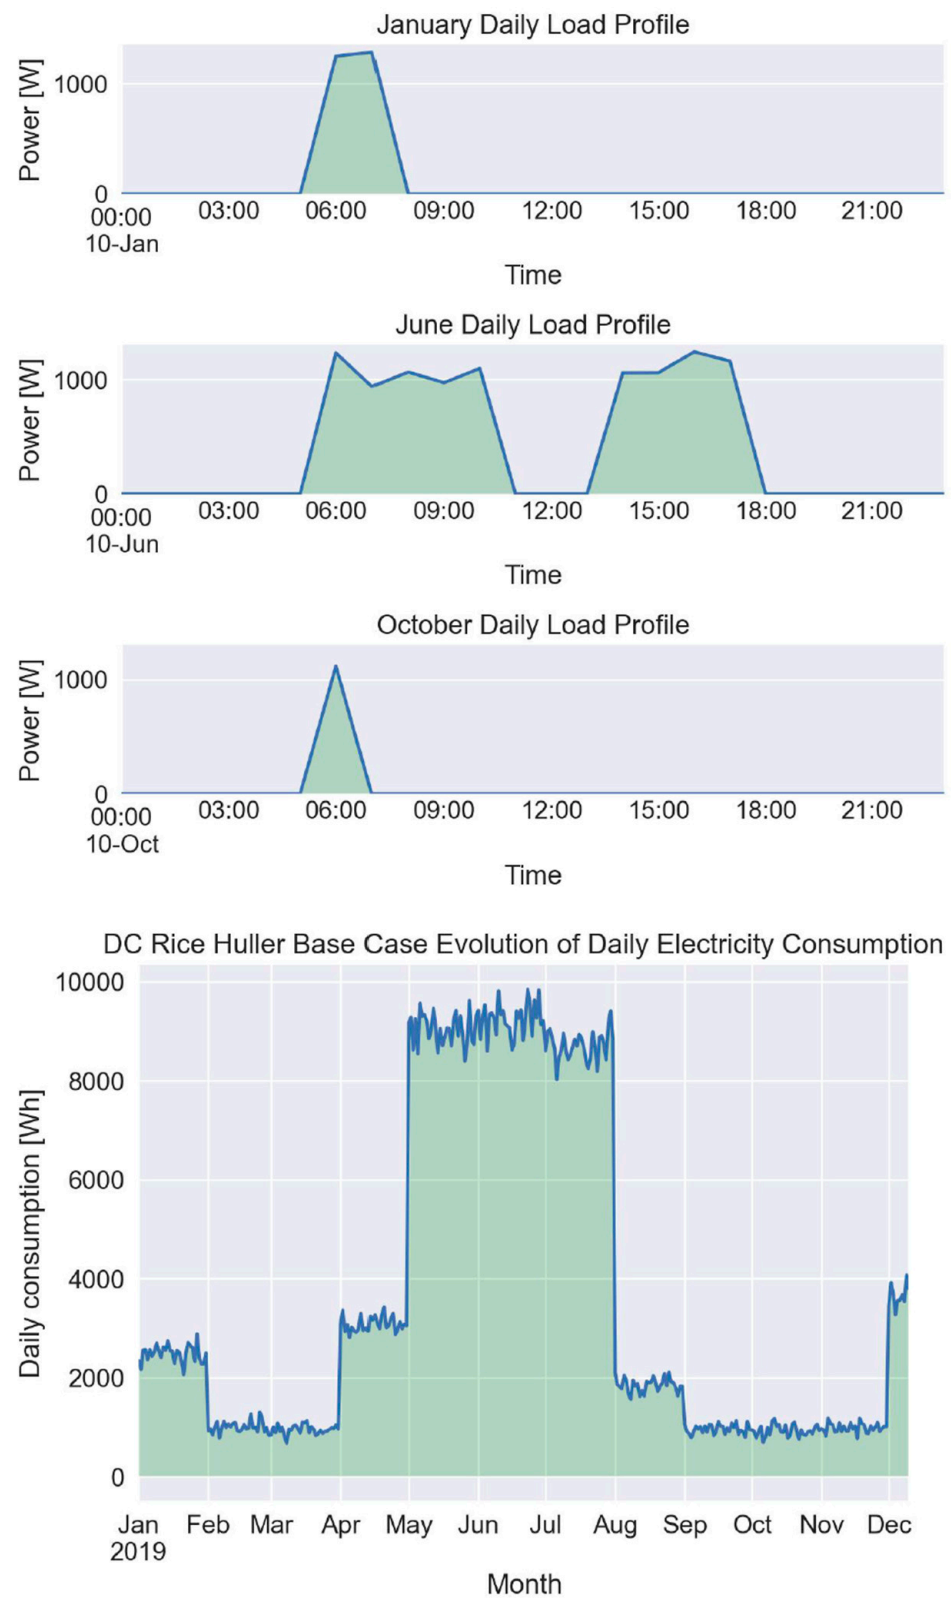 January Daily Load Profile
Power [W]
1000
0
00:00 03:00 06:00 09:00 12:00 15:00 18:00 21:00
10-Jan
Time
June Daily Load Profile
Power [W]
1000
0
00:00 03:00 06:00 09:00 12:00 15:00 18:00 21:00
10-Jun
Time
October Daily Load Profile
Power [W]
1000
0
00:00 03:00 06:00 09:00 12:00 15:00 18:00 21:00
10-Oct
Time
DC Rice Huller Base Case Evolution of Daily Electricity Consumption
Daily consumption [Wh]
10000
8000
6000
4000
2000
0
Jan Feb Mar Apr May Jun Jul Aug Sep Oct Nov Dec
2019
Month